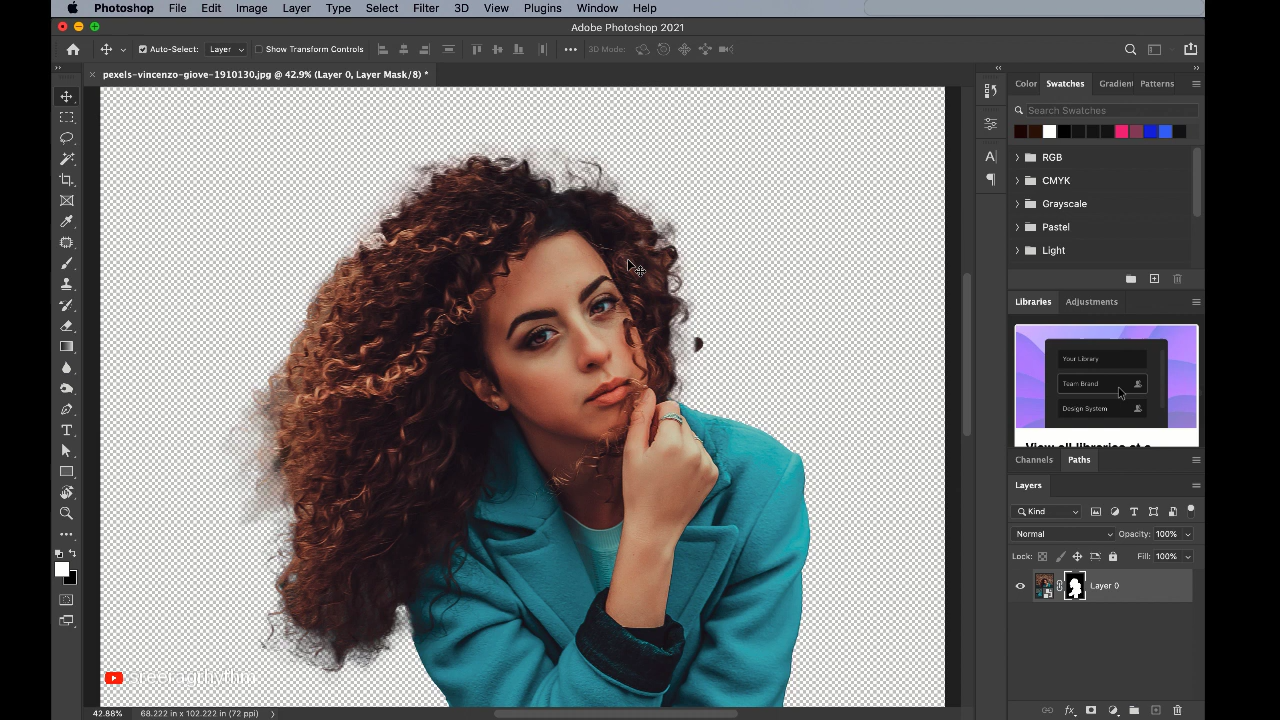 Photoshop File Edit Image Layer Type Select Filter 3D View Plugins Window Help
Adobe Photoshop 2021
Auto-Select: Layer Show Transform Controls 3D Mode:
pexels-vincenzo-giove-1910130.jpg @ 42.9% (Layer 0, Layer Mask/8) *
Color Swatches Gradient Patterns
Search Swatches
RGB
CMYK
Grayscale
Pastel
Light
Libraries Adjustments
Your Library
Team Brand
Design System
Channels Paths
Layers
Kind
Normal Opacity: 100%
Lock: Fill: 100%
Layer 0
sreeragrhythm
42.88% 68.222 in x 102.222 in (72 ppi)